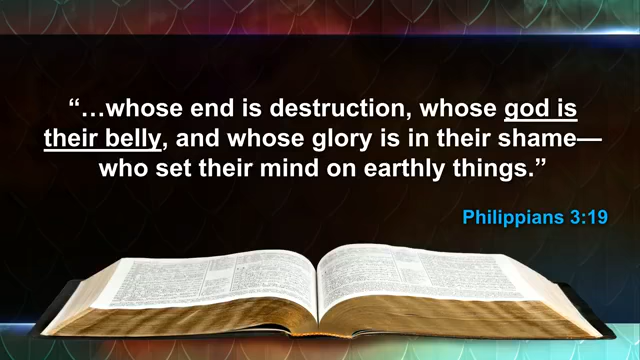 “…whose end is destruction, whose god is
their belly, and whose glory is in their shame—
who set their mind on earthly things.”
Philippians 3:19